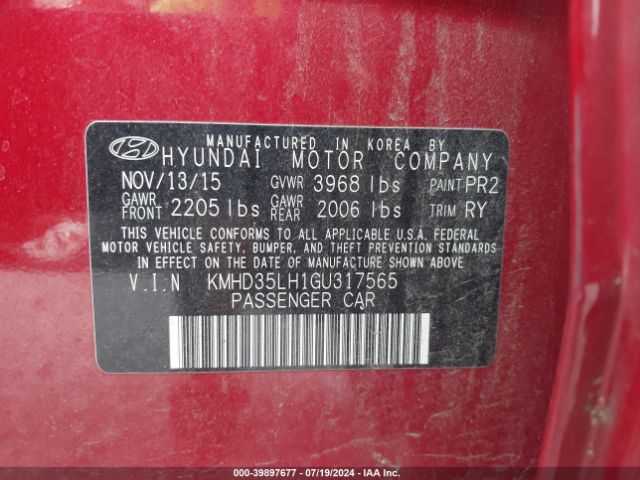 MANUFACTURED IN KOREA BY
HYUNDAI MOTOR COMPANY
NOV/13/15 GVWR 3968 lbs PAINT PR2
GAWR FRONT 2205 lbs GAWR REAR 2006 lbs TRIM RY
THIS VEHICLE CONFORMS TO ALL APPLICABLE U.S.A. FEDERAL
MOTOR VEHICLE SAFETY, BUMPER, AND THEFT PREVENTION STANDARDS
IN EFFECT ON THE DATE OF MANUFACTURE SHOWN ABOVE
V.I.N KMHD35LH1GU317565
PASSENGER CAR
000-39897677 - 07/19/2024 - IAA Inc.